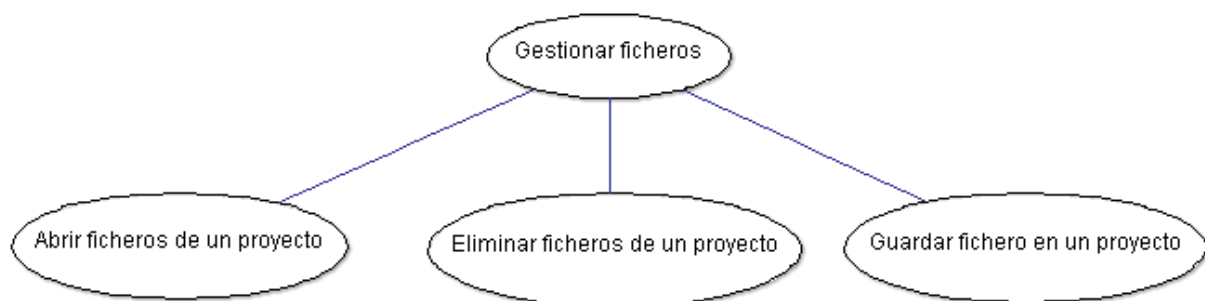 Gestionar ficheros
Abrir ficheros de un proyecto
Eliminar ficheros de un proyecto
Guardar fichero en un proyecto